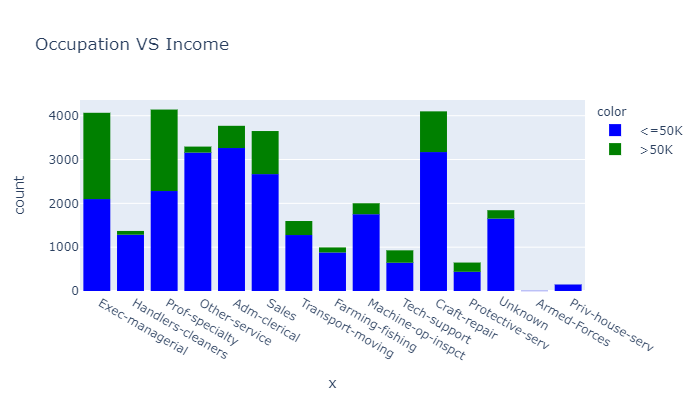 Occupation VS Income
color
<=50K
>50K
count
4000
3000
2000
1000
0
Exec-managerial
Handlers-cleaners
Prof-specialty
Other-service
Adm-clerical
Sales
Transport-moving
Farming-fishing
Machine-op-inspct
Tech-support
Craft-repair
Protective-serv
Unknown
Armed-Forces
Priv-house-serv
x